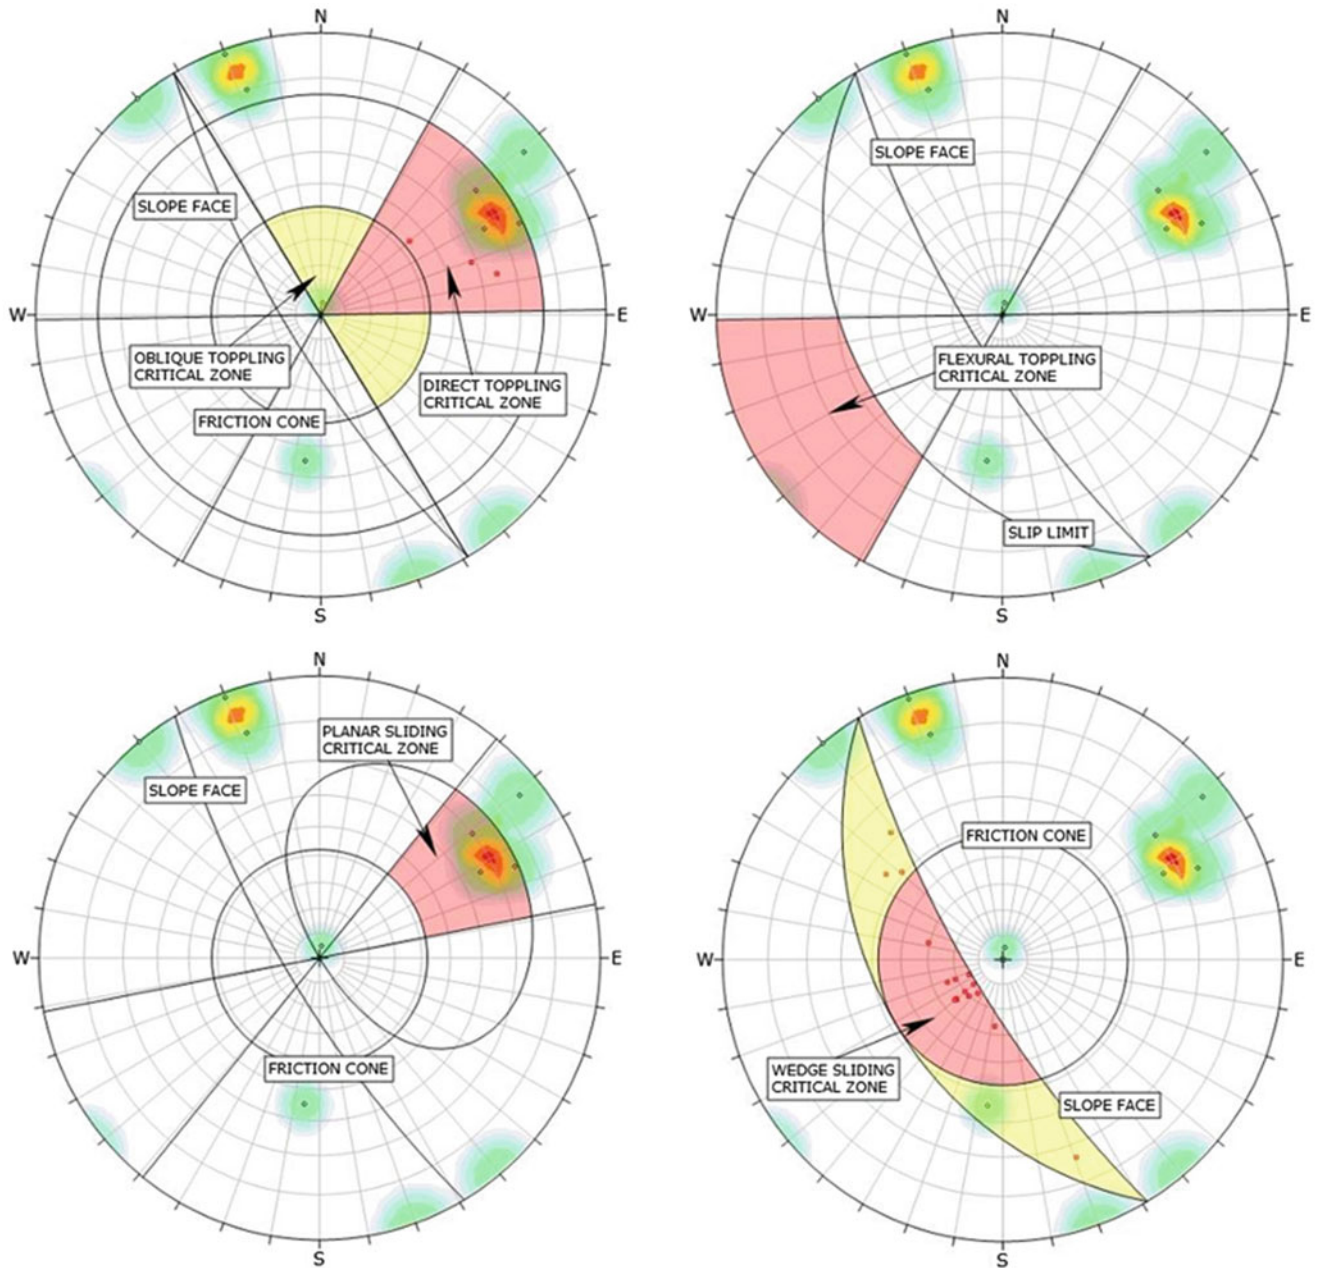 N
SLOPE FACE
W
E
OBLIQUE TOPPLING
CRITICAL ZONE
DIRECT TOPPLING
CRITICAL ZONE
FRICTION CONE
S
N
SLOPE FACE
W
E
FLEXURAL TOPPLING
CRITICAL ZONE
SLIP LIMIT
S
N
PLANAR SLIDING
CRITICAL ZONE
SLOPE FACE
W
E
FRICTION CONE
S
N
FRICTION CONE
W
E
WEDGE SLIDING
CRITICAL ZONE
SLOPE FACE
S